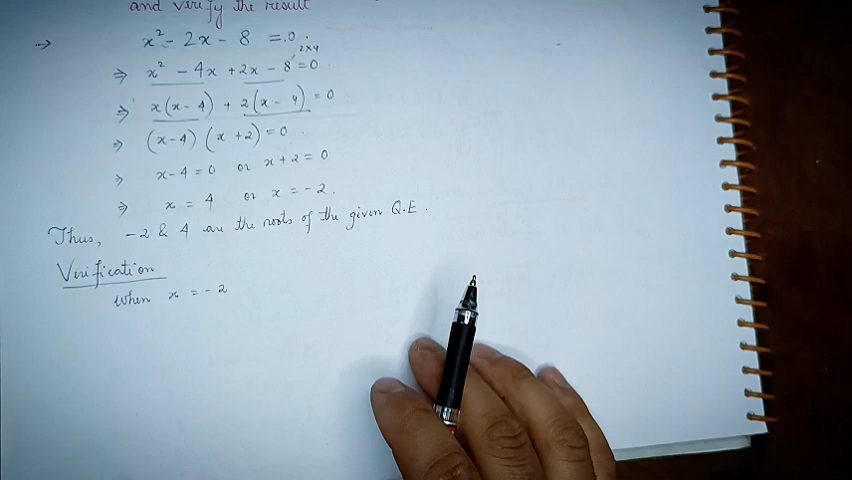 and verify the result
→ x² - 2x - 8 = 0.
2×4
⇒ x² - 4x + 2x - 8 = 0
⇒ x(x - 4) + 2(x - 4) = 0
⇒ (x-4) (x+2) = 0
⇒ x-4 = 0 or x+2 = 0
⇒ x = 4 or x = -2.
Thus, -2 & 4 are the roots of the given Q.E.
Verification
when x = -2